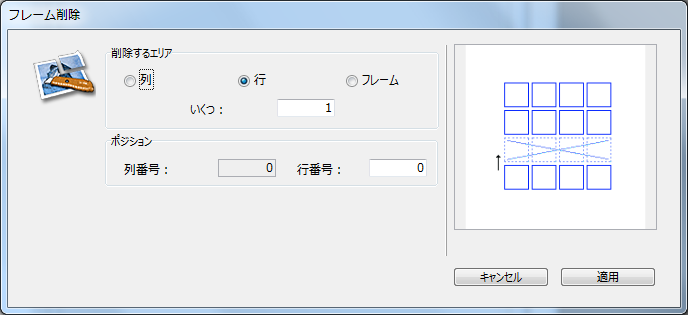 フレーム削除
削除するエリア
列 行 フレーム
いくつ： 1
ポジション
列番号： 0 行番号： 0
キャンセル 適用